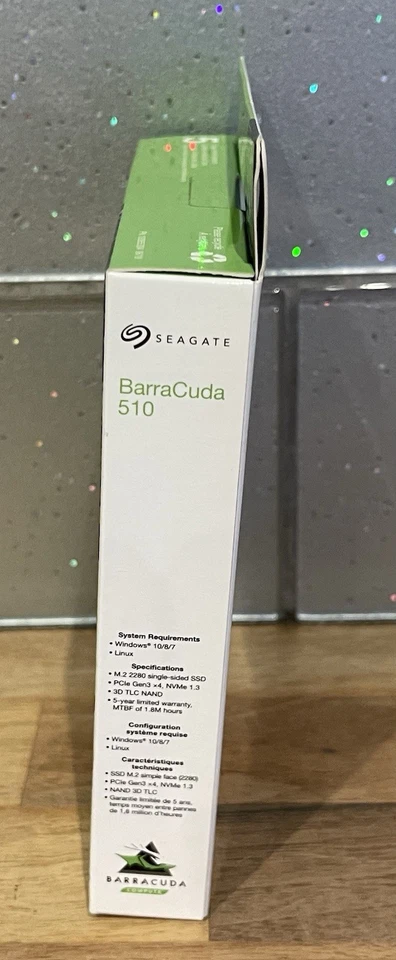 SEAGATE
BarraCuda
510
System Requirements
• Windows® 10/8/7
• Linux
Specifications
• M.2 2280 single-sided SSD
• PCIe Gen3 ×4, NVMe 1.3
• 3D TLC NAND
• 5-year limited warranty,
MTBF of 1.8M hours
Configuration
système requise
• Windows® 10/8/7
• Linux
Caractéristiques
techniques
• SSD M.2 simple face (2280)
• PCIe Gen3 ×4, NVMe 1.3
• NAND 3D TLC
• Garantie limitée de 5 ans,
temps moyen entre pannes
de 1,8 million d'heures
BARRACUDA
COMPUTE